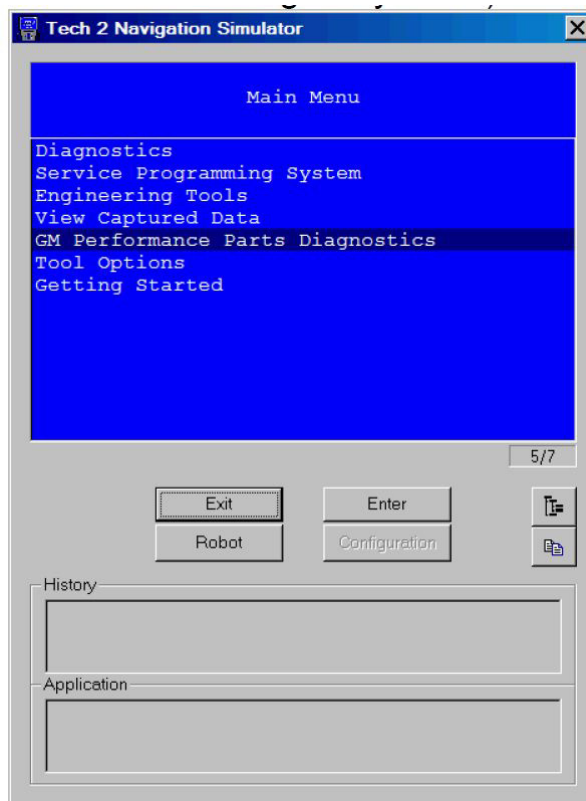 Tech 2 Navigation Simulator
Main Menu
Diagnostics
Service Programming System
Engineering Tools
View Captured Data
GM Performance Parts Diagnostics
Tool Options
Getting Started
5/7
Exit
Enter
Robot
Configuration
History
Application